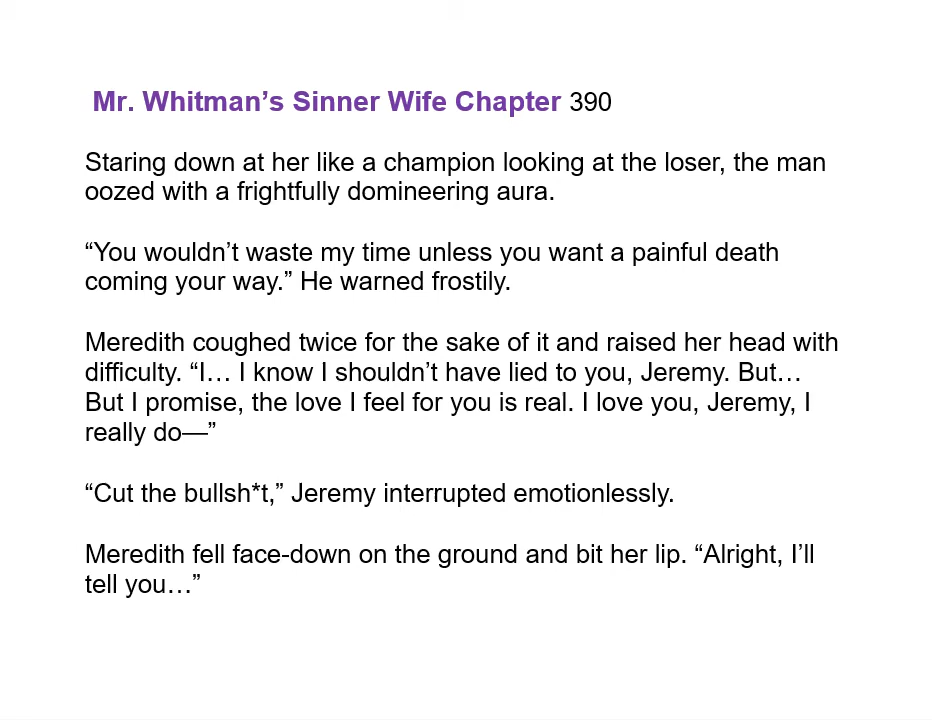 Mr. Whitman’s Sinner Wife Chapter 390
Staring down at her like a champion looking at the loser, the man
oozed with a frightfully domineering aura.
“You wouldn’t waste my time unless you want a painful death
coming your way.” He warned frostily.
Meredith coughed twice for the sake of it and raised her head with
difficulty. “I… I know I shouldn’t have lied to you, Jeremy. But…
But I promise, the love I feel for you is real. I love you, Jeremy, I
really do—”
“Cut the bullsh*t,” Jeremy interrupted emotionlessly.
Meredith fell face-down on the ground and bit her lip. “Alright, I’ll
tell you…”